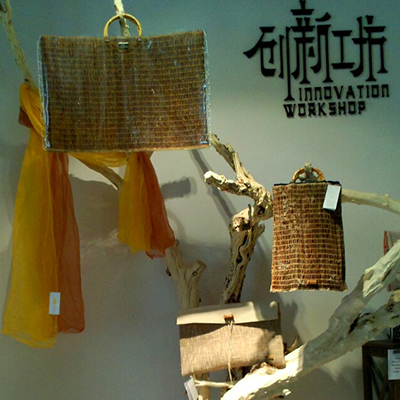 创新工坊
INNOVATION
WORKSHOP